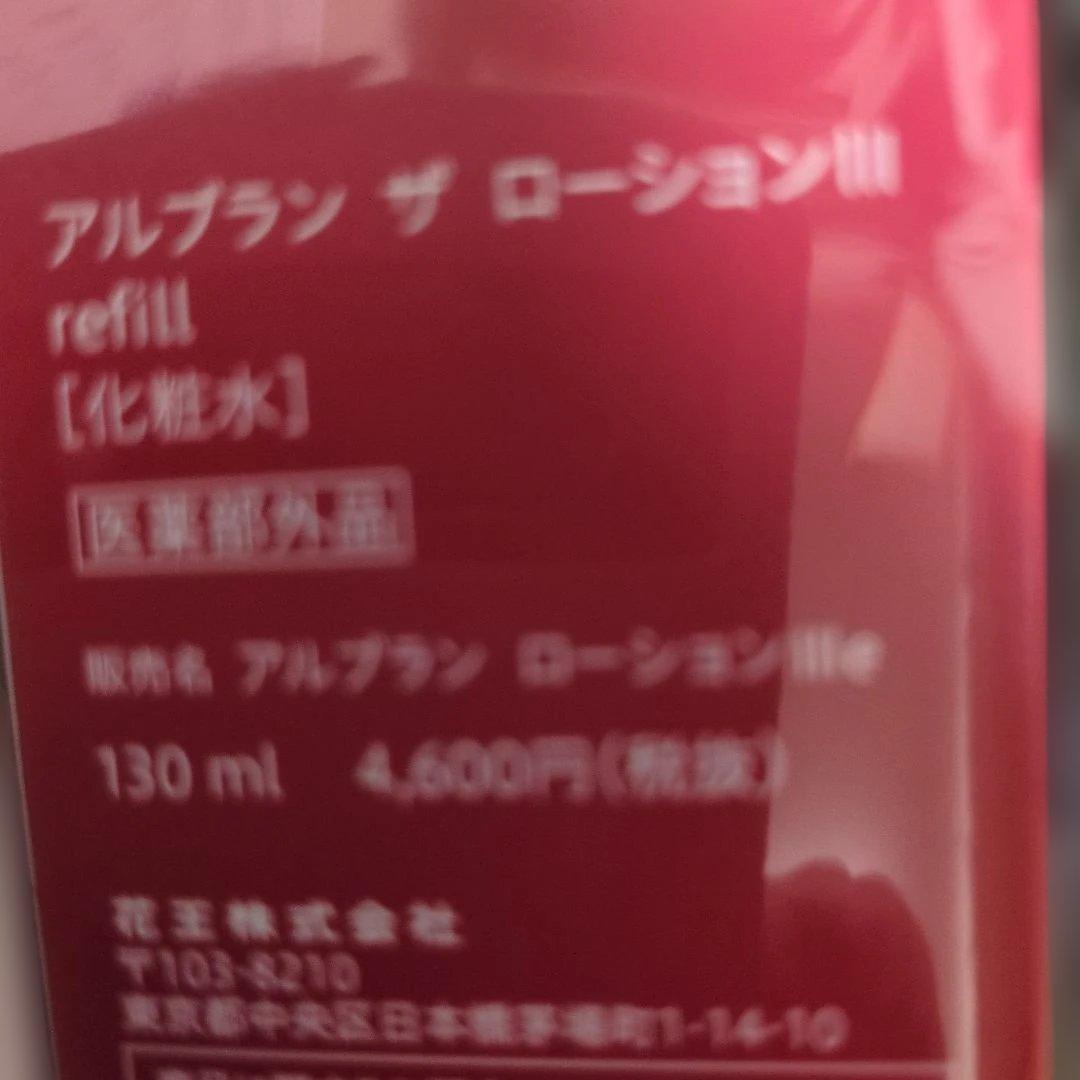 アルブラン ザ ローションIII
refill
[化粧水]
医薬部外品
販売名 アルブラン ローションIIIe
130 ml 4,600円(税抜)
花王株式会社
〒103-8210
東京都中央区日本橋茅場町1-14-10